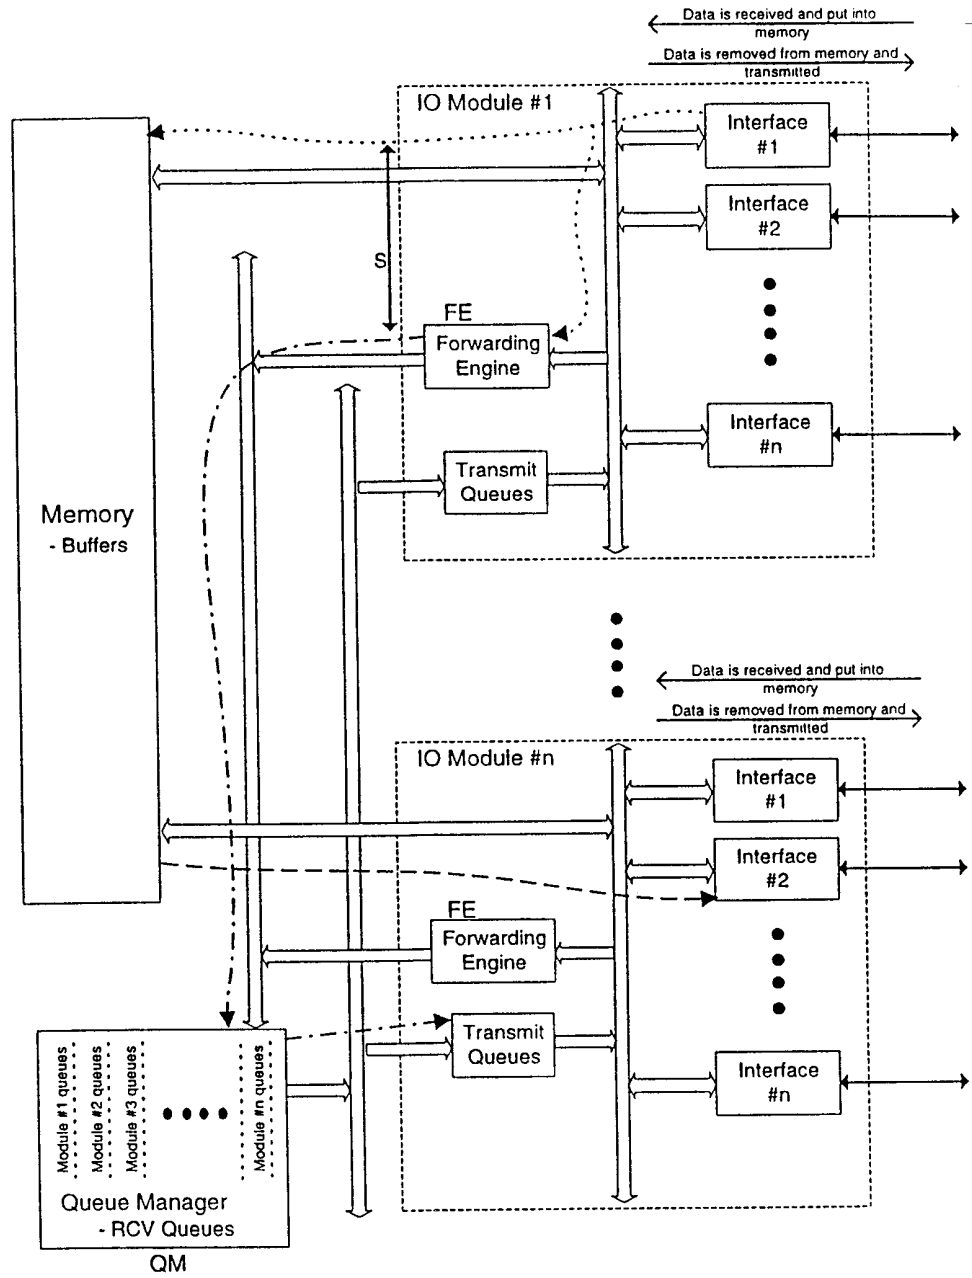 Data is received and put into
memory
Data is removed from memory and
transmitted
IO Module #1
Interface
#1
Interface
#2
S
FE
Forwarding
Engine
Interface
#n
Transmit
Queues
Memory
- Buffers
Data is received and put into
memory
Data is removed from memory and
transmitted
IO Module #n
Interface
#1
Interface
#2
FE
Forwarding
Engine
Transmit
Queues
Interface
#n
Module #1 queues
Module #2 queues
Module #3 queues
Module #n queues
Queue Manager
- RCV Queues
QM